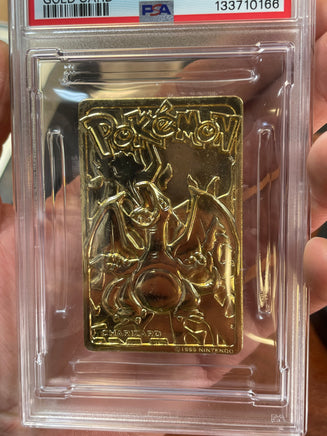 GOLD CARD
PSA
133710166
POKéMON
CHARIZARD
©1999 NINTENDO